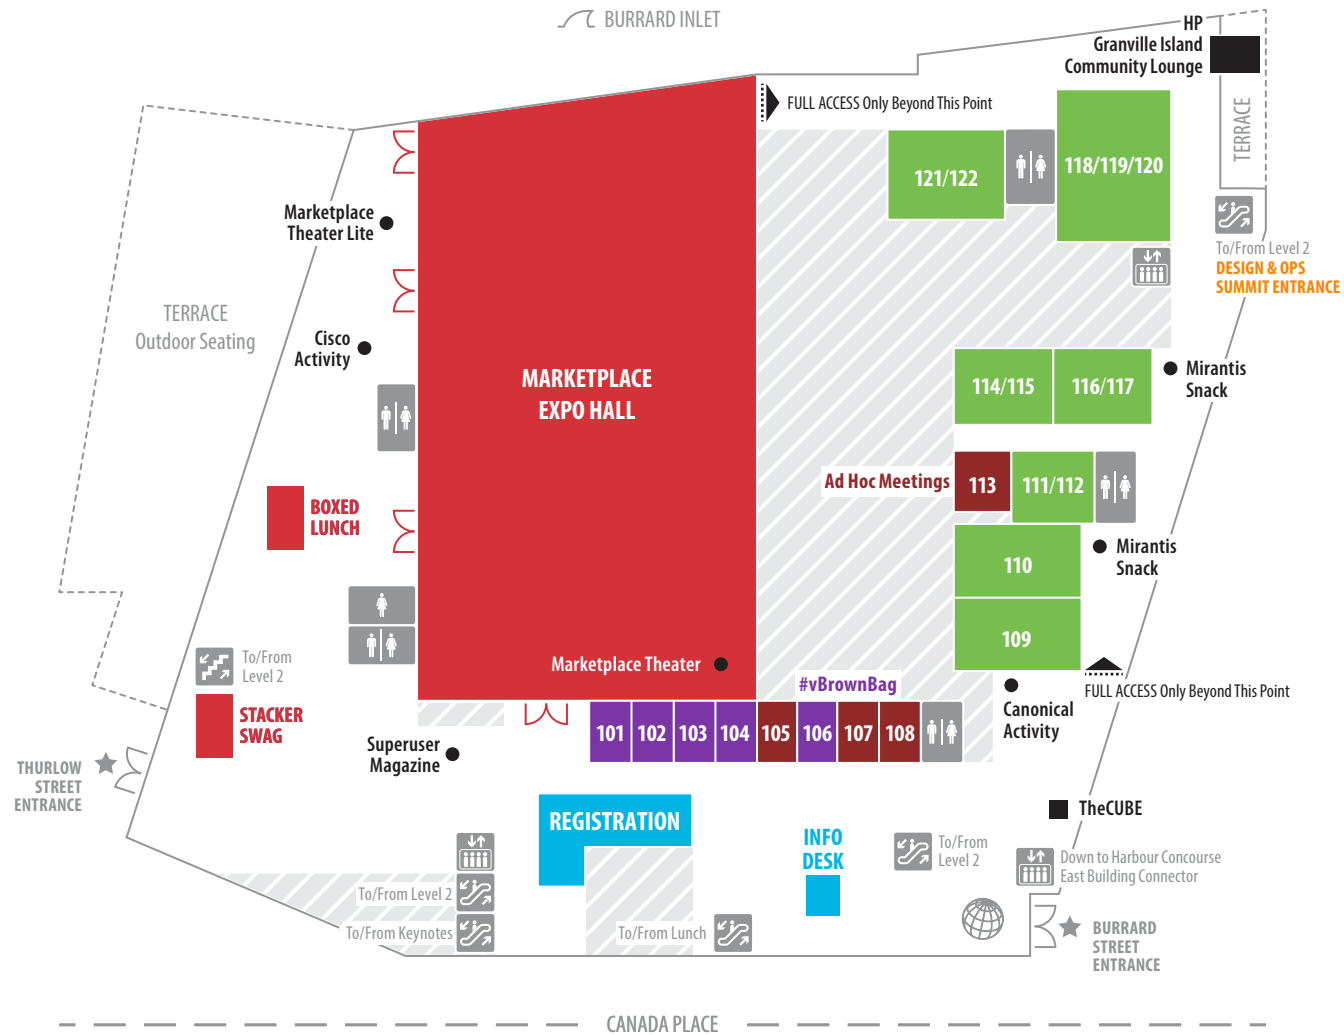 BURRARD INLET
HP
Granville Island
Community Lounge
FULL ACCESS Only Beyond This Point
TERRACE
121/122
118/119/120
Marketplace
Theater Lite
To/From Level 2
DESIGN & OPS
SUMMIT ENTRANCE
TERRACE
Outdoor Seating
Cisco
Activity
MARKETPLACE
EXPO HALL
114/115
116/117
Mirantis
Snack
Ad Hoc Meetings
113
111/112
BOXED
LUNCH
110
Mirantis
Snack
109
To/From
Level 2
Marketplace Theater
#vBrownBag
FULL ACCESS Only Beyond This Point
STACKER
SWAG
Canonical
Activity
101
102
103
104
105
106
107
108
Superuser
Magazine
THURLOW
STREET
ENTRANCE
REGISTRATION
TheCUBE
INFO
DESK
To/From
Level 2
Down to Harbour Concourse
East Building Connector
To/From Level 2
To/From Keynotes
To/From Lunch
BURRARD
STREET
ENTRANCE
CANADA PLACE